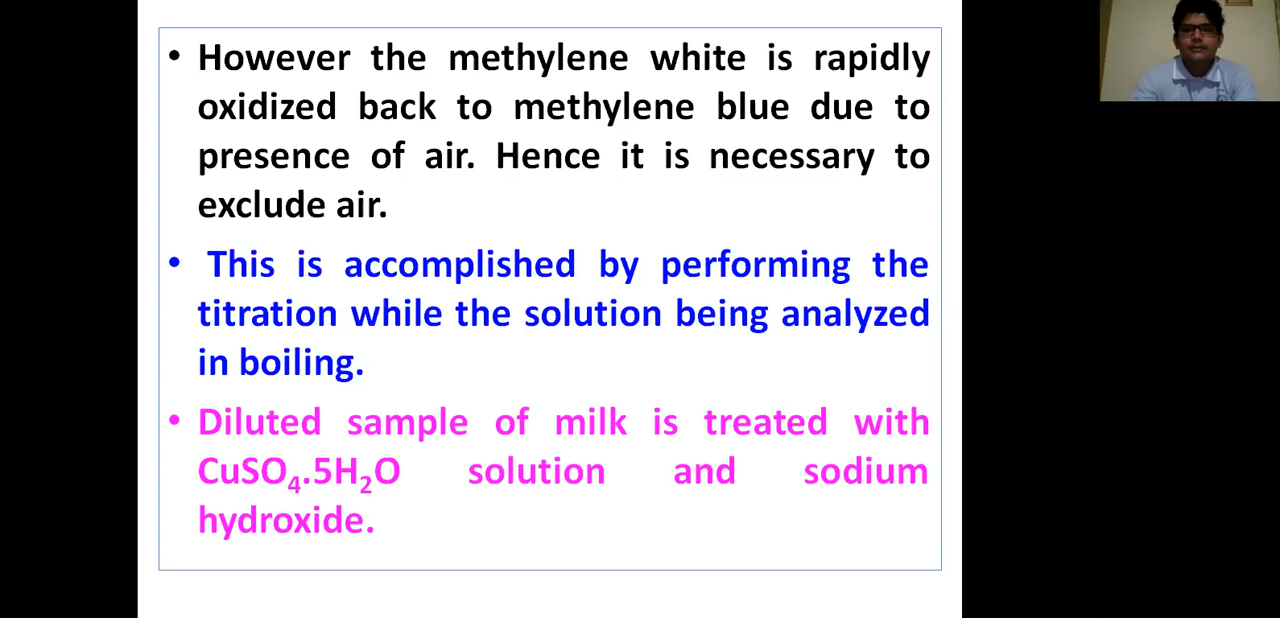 • However the methylene white is rapidly
oxidized back to methylene blue due to
presence of air. Hence it is necessary to
exclude air.
• This is accomplished by performing the
titration while the solution being analyzed
in boiling.
• Diluted sample of milk is treated with
CuSO₄.5H₂O solution and sodium
hydroxide.